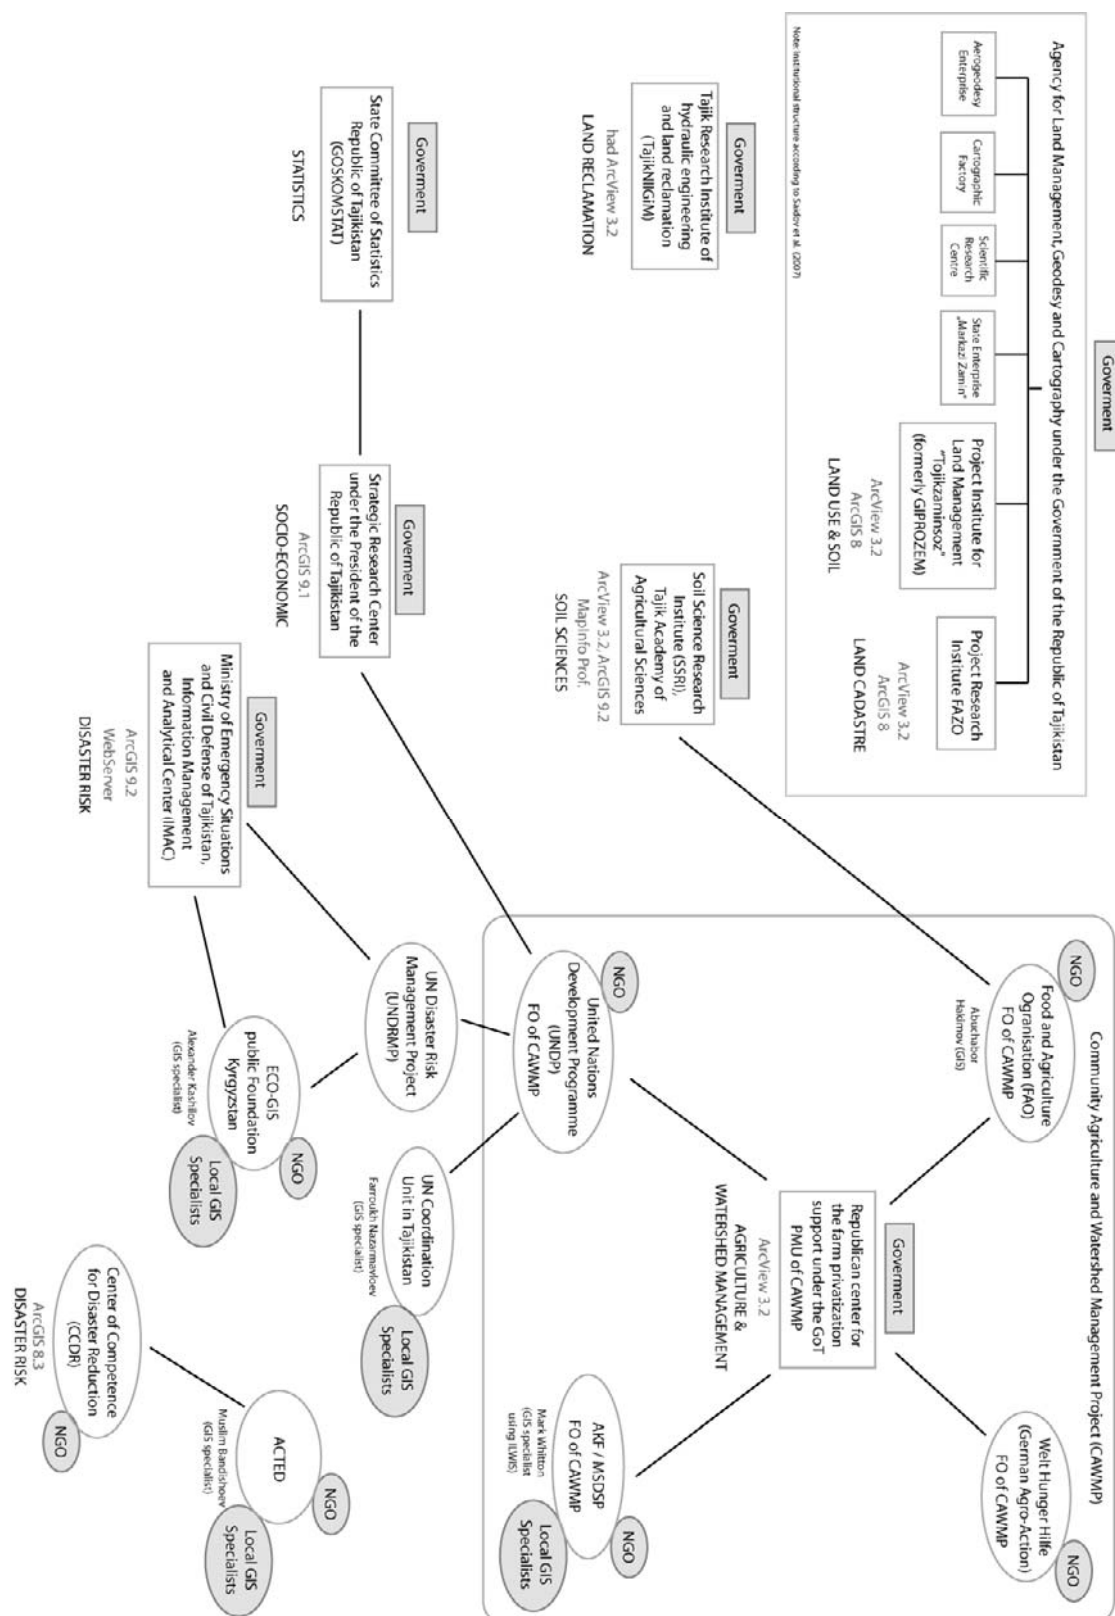 Goverment
Agency for Land Management, Geodesy and Cartography under the Government of the Republic of Tajikistan
Aerogeodesy
Enterprise
Cartographic
Factory
Scientific
Research
Centre
State Enterprise
„Markazi Zamin"
Project Institute for
Land Management
"Tojikzaminsoz"
(formerly GIPROZEM)
ArcView 3.2
ArcGIS 8
LAND USE & SOIL
Project Research
Institute FAZO
ArcView 3.2
ArcGIS 8
LAND CADASTRE
Note: Institutional structure according to Saidov et al. (2007)
Goverment
Tajik Research Institute of
hydraulic engineering
and land reclamation
(TajikNIIGiM)
had ArcView 3.2
LAND RECLAMATION
Goverment
Soil Science Research
Institute (SSRI),
Tajik Academy of
Agricultural Sciences
ArcView 3.2, ArcGIS 9.2
MapInfo Prof.
SOIL SCIENCES
Goverment
State Committee of Statistics
Republic of Tajikistan
(GOSKOMSTAT)
STATISTICS
Goverment
Strategic Research Center
under the President of the
Republic of Tajikistan
ArcGIS 9.1
SOCIO-ECONOMIC
Goverment
Ministry of Emergency Situations
and Civil Defense of Tajikistan,
Information Management
and Analytical Center (IMAC)
ArcGIS 9.2
WebServer
DISASTER RISK
Community Agriculture and Watershed Management Project (CAWMP)
NGO
Food and Agriculture
Ogranisation (FAO)
FO of CAWMP
Abuchabor
Hakimov (GIS)
Welt Hunger Hilfe
(German Agro-Action)
FO of CAWMP
NGO
Goverment
Republican center for
the farm privatization
support under the GoT
PMU of CAWMP
ArcView 3.2
AGRICULTURE &
WATERSHED MANAGEMENT
NGO
United Nations
Development Programme
(UNDP)
FO of CAWMP
AKF / MSDSP
FO of CAWMP
NGO
Mark Whitton
(GIS specialist
using ILWIS)
Local GIS
Specialists
UN Disaster Risk
Management Project
(UNDRMP)
UN Coordination
Unit in Tajikistan
Farroukh Nazarmavloev
(GIS specialist)
Local GIS
Specialists
ECO-GIS
public Foundation
Kyrgyzstan
NGO
Alexander Kashilov
(GIS specialist)
Local GIS
Specialists
ACTED
NGO
Muslim Bandishoev
(GIS specialist)
Local GIS
Specialists
Center of Competence
for Disaster Reduction
(CCDR)
NGO
ArcGIS 8.3
DISASTER RISK